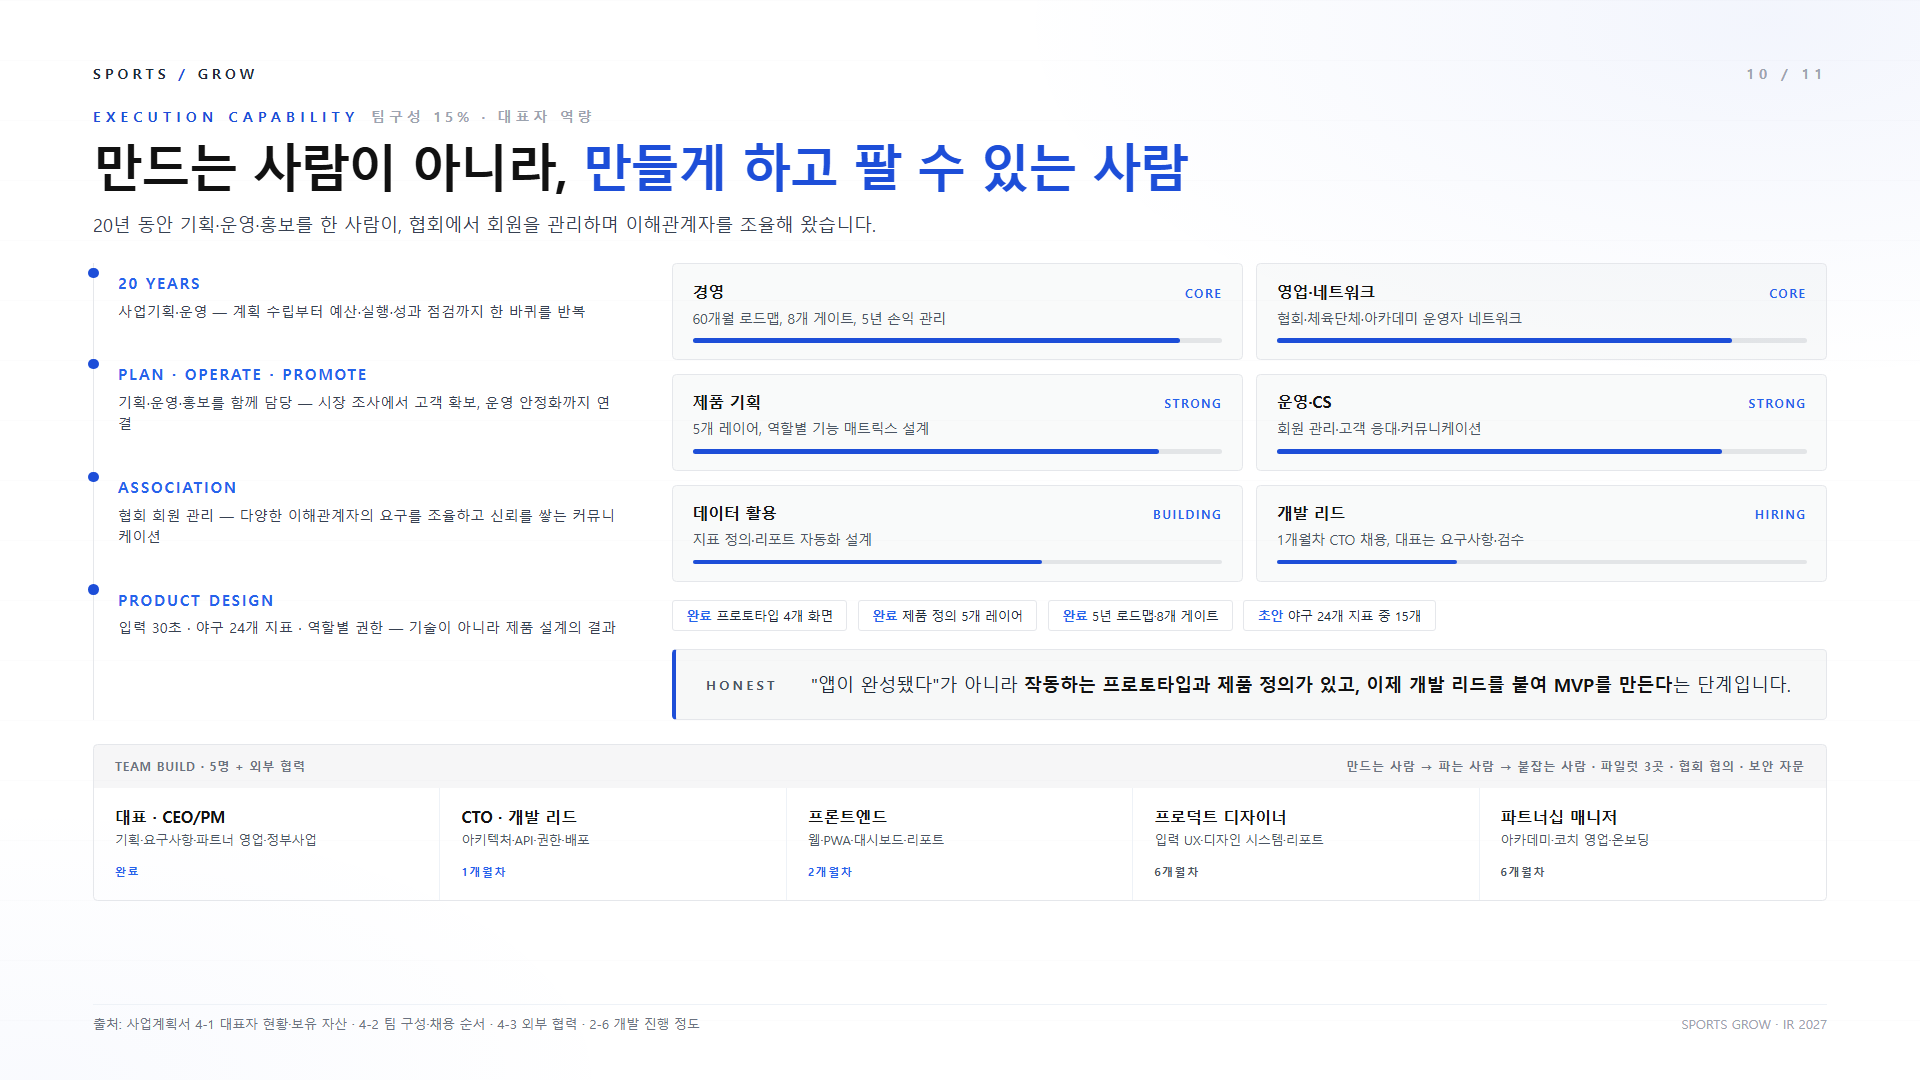 SPORTS / GROW
10 / 11
EXECUTION CAPABILITY 팀구성 15% · 대표자 역량
만드는 사람이 아니라, 만들게 하고 팔 수 있는 사람
20년 동안 기획·운영·홍보를 한 사람이, 협회에서 회원을 관리하며 이해관계자를 조율해 왔습니다.
20 YEARS
사업기획·운영 — 계획 수립부터 예산·실행·성과 점검까지 한 바퀴를 반복
PLAN · OPERATE · PROMOTE
기획·운영·홍보를 함께 담당 — 시장 조사에서 고객 확보, 운영 안정화까지 연
결
ASSOCIATION
협회 회원 관리 — 다양한 이해관계자의 요구를 조율하고 신뢰를 쌓는 커뮤니
케이션
PRODUCT DESIGN
입력 30초 · 야구 24개 지표 · 역할별 권한 — 기술이 아니라 제품 설계의 결과
경영
CORE
60개월 로드맵, 8개 게이트, 5년 손익 관리
영업·네트워크
CORE
협회·체육단체·아카데미 운영자 네트워크
제품 기획
STRONG
5개 레이어, 역할별 기능 매트릭스 설계
운영·CS
STRONG
회원 관리·고객 응대·커뮤니케이션
데이터 활용
BUILDING
지표 정의·리포트 자동화 설계
개발 리드
HIRING
1개월차 CTO 채용, 대표는 요구사항·검수
완료 프로토타입 4개 화면
완료 제품 정의 5개 레이어
완료 5년 로드맵·8개 게이트
초안 야구 24개 지표 중 15개
HONEST
"앱이 완성됐다"가 아니라 작동하는 프로토타입과 제품 정의가 있고, 이제 개발 리드를 붙여 MVP를 만든다는 단계입니다.
TEAM BUILD · 5명 + 외부 협력
만드는 사람 → 파는 사람 → 붙잡는 사람 · 파일럿 3곳 · 협회 협의 · 보안 자문
대표 · CEO/PM
기획·요구사항·파트너 영업·정부사업
완료
CTO · 개발 리드
아키텍처·API·권한·배포
1개월차
프론트엔드
웹·PWA·대시보드·리포트
2개월차
프로덕트 디자이너
입력 UX·디자인 시스템·리포트
6개월차
파트너십 매니저
아카데미·코치 영업·온보딩
6개월차
출처: 사업계획서 4-1 대표자 현황·보유 자산 · 4-2 팀 구성·채용 순서 · 4-3 외부 협력 · 2-6 개발 진행 정도
SPORTS GROW · IR 2027